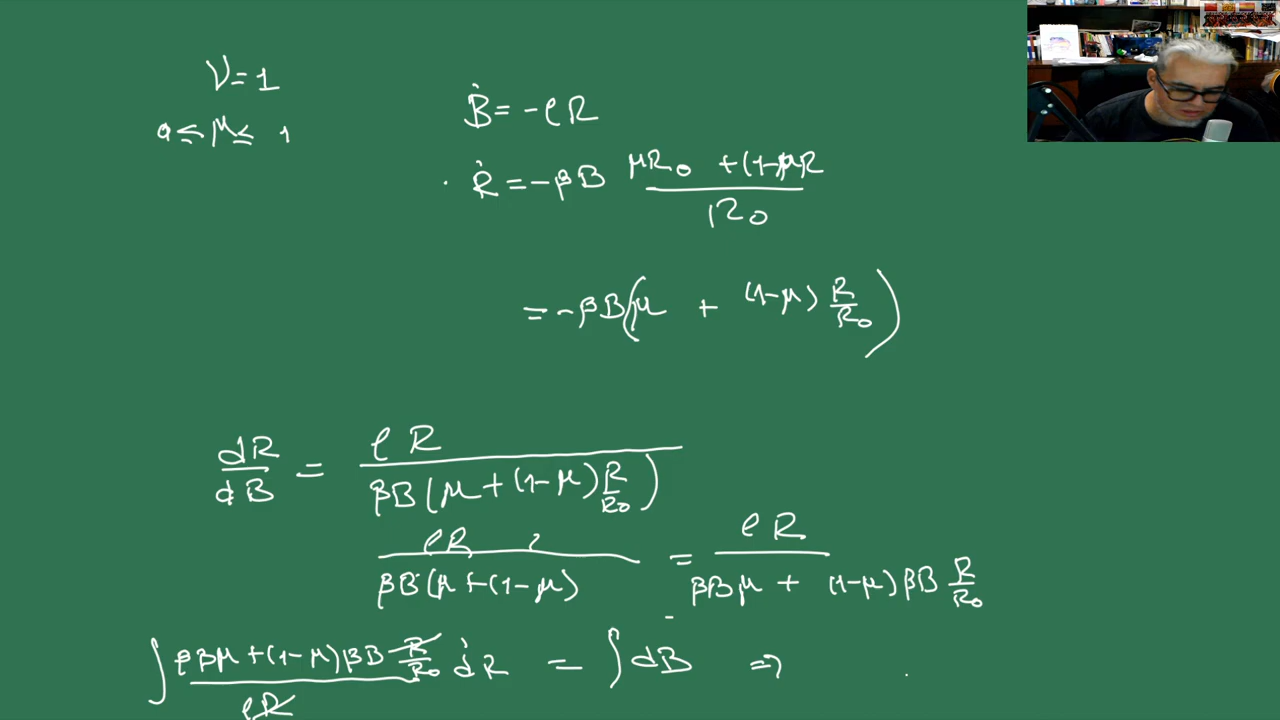 ν=1
0 ≤ μ ≤ 1
Ḃ = -ρR
Ṙ = -βB (μR₀ + (1-μ)R) / R₀
= -βB(μ + (1-μ) R/R₀)
dR/dB = ρR / βB(μ + (1-μ) R/R₀)
ρR / βB(μ + (1-μ) = ρR / βBμ + (1-μ)βB R/R₀
∫ βBμ + (1-μ)βB R/R₀ / ρR dR = ∫ dB ⇒